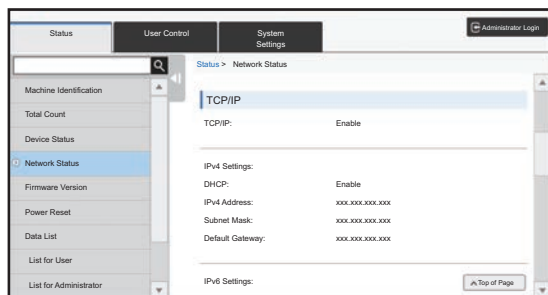 Status
User Control
System
Settings
Administrator Login
Status > Network Status
Machine Identification
Total Count
Device Status
Network Status
Firmware Version
Power Reset
Data List
List for User
List for Administrator
TCP/IP
TCP/IP: Enable
IPv4 Settings:
DHCP: Enable
IPv4 Address: xxx.xxx.xxx.xxx
Subnet Mask: xxx.xxx.xxx.xxx
Default Gateway: xxx.xxx.xxx.xxx
IPv6 Settings:
Top of Page